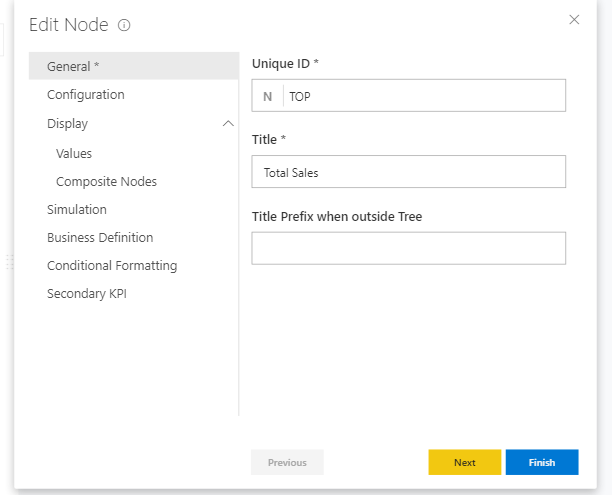 Edit Node
General *
Configuration
Display
Values
Composite Nodes
Simulation
Business Definition
Conditional Formatting
Secondary KPI
Unique ID *
N TOP
Title *
Total Sales
Title Prefix when outside Tree
Previous
Next
Finish